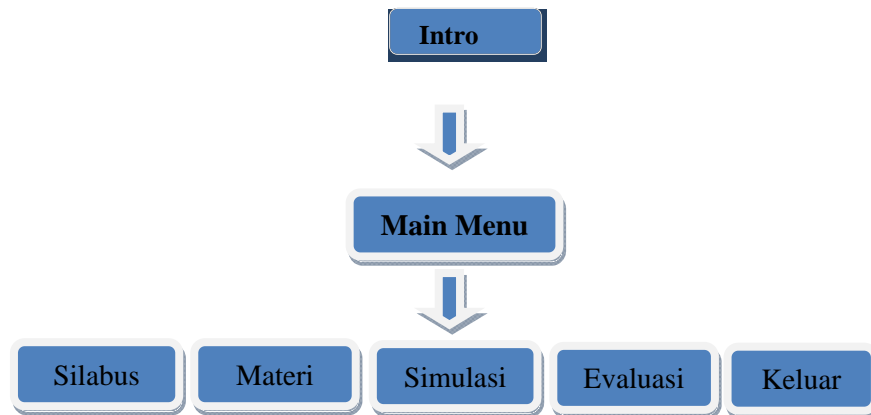 Intro
Main Menu
Silabus
Materi
Simulasi
Evaluasi
Keluar